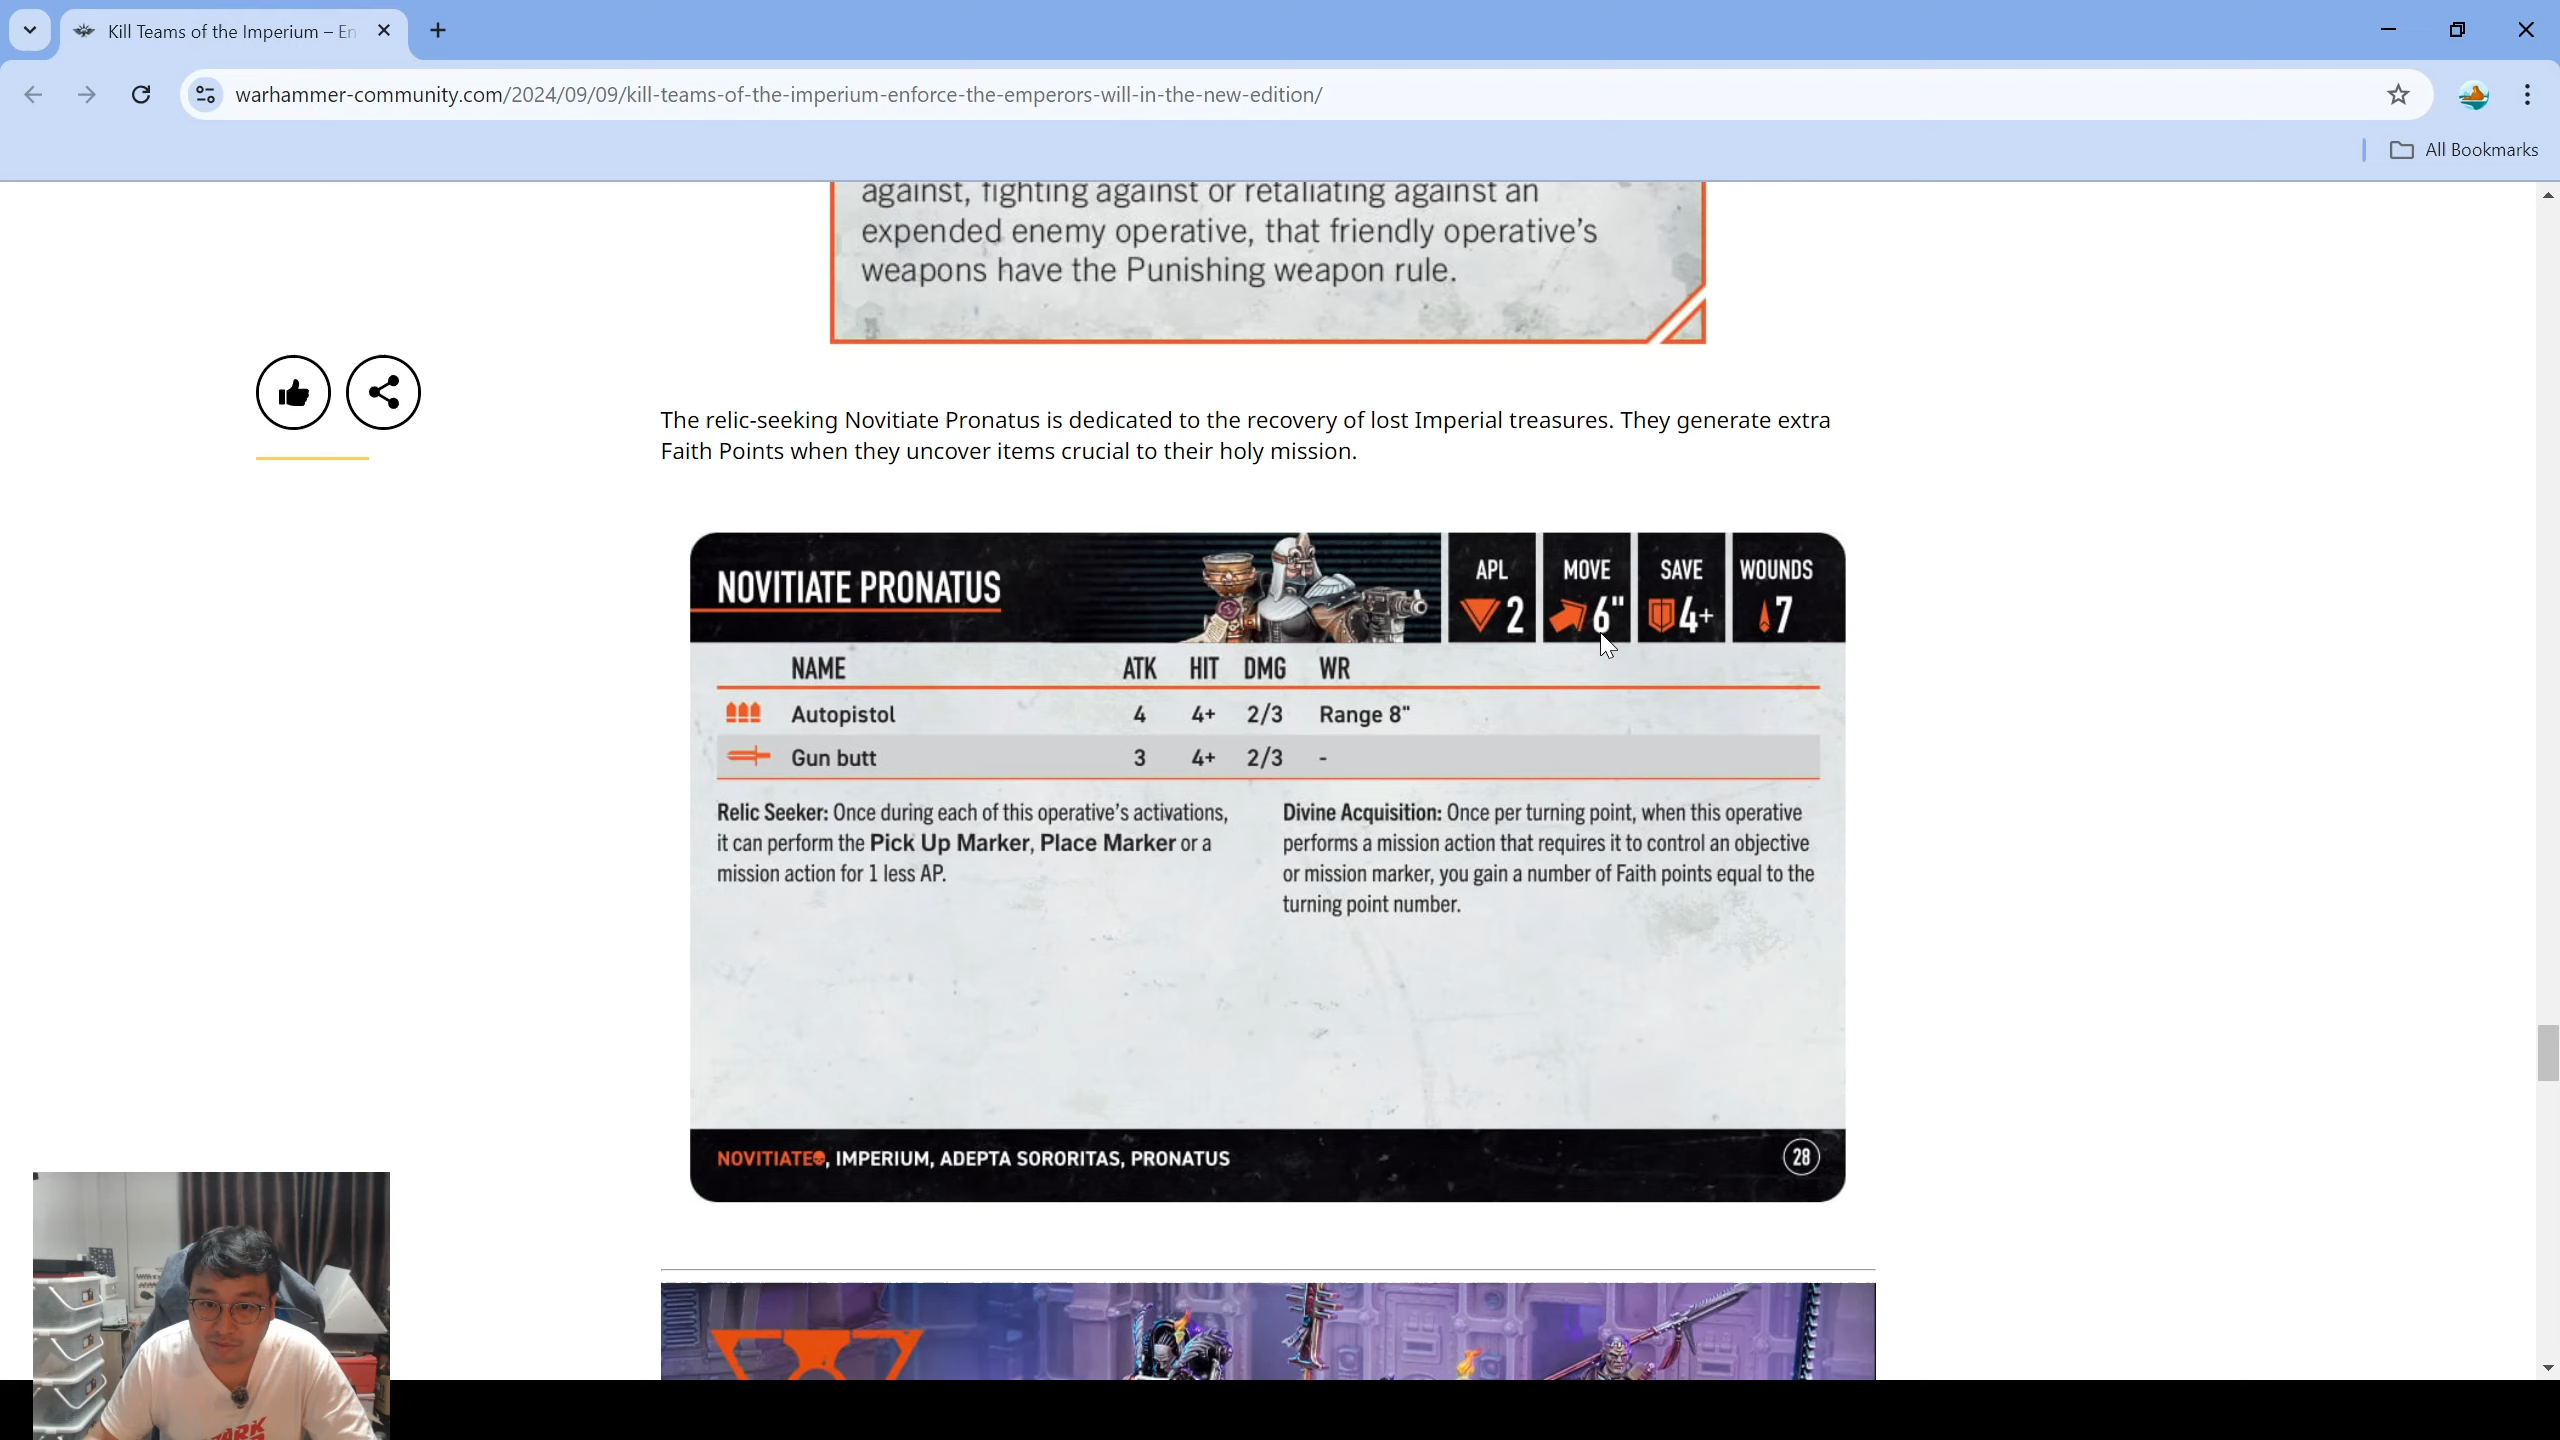 Kill Teams of the Imperium – En
warhammer-community.com/2024/09/09/kill-teams-of-the-imperium-enforce-the-emperors-will-in-the-new-edition/
All Bookmarks
against, fighting against or retaliating against an
expended enemy operative, that friendly operative's
weapons have the Punishing weapon rule.
The relic-seeking Novitiate Pronatus is dedicated to the recovery of lost Imperial treasures. They generate extra
Faith Points when they uncover items crucial to their holy mission.
NOVITIATE PRONATUS
APL MOVE SAVE WOUNDS
2 6" 4+ 7
NAME ATK HIT DMG WR
Autopistol 4 4+ 2/3 Range 8"
Gun butt 3 4+ 2/3 -
Relic Seeker: Once during each of this operative's activations,
it can perform the Pick Up Marker, Place Marker or a
mission action for 1 less AP.
Divine Acquisition: Once per turning point, when this operative
performs a mission action that requires it to control an objective
or mission marker, you gain a number of Faith points equal to the
turning point number.
NOVITIATE, IMPERIUM, ADEPTA SORORITAS, PRONATUS
28